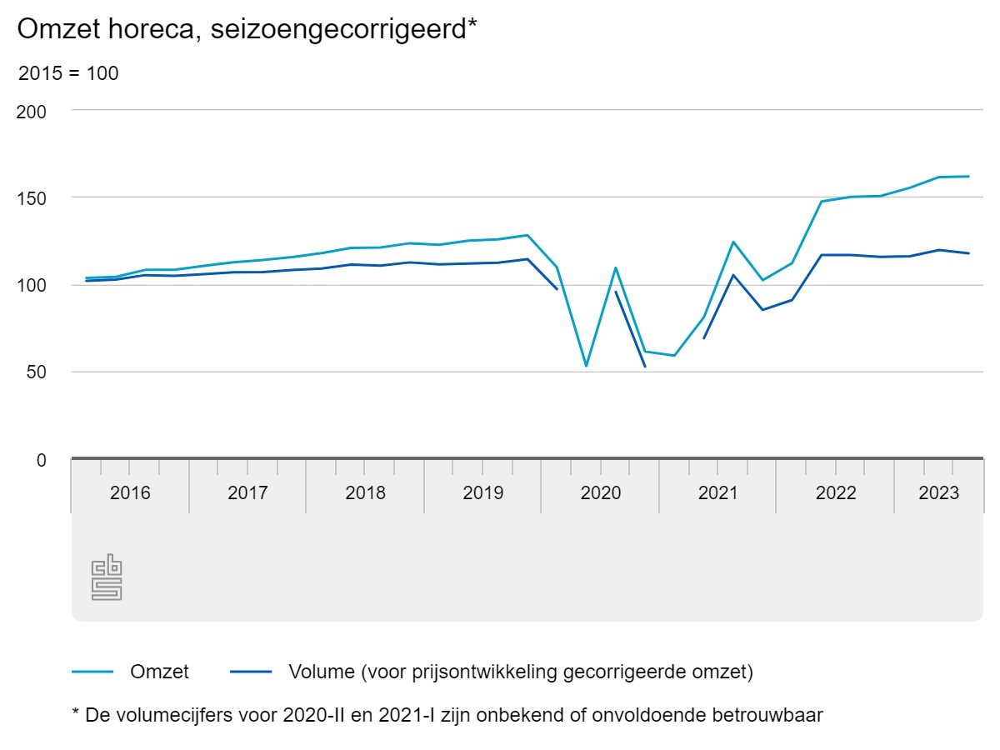 Omzet horeca, seizoengecorrigeerd*
2015 = 100
200
150
100
50
0
2016 2017 2018 2019 2020 2021 2022 2023
cbs
Omzet Volume (voor prijsontwikkeling gecorrigeerde omzet)
* De volumecijfers voor 2020-II en 2021-I zijn onbekend of onvoldoende betrouwbaar